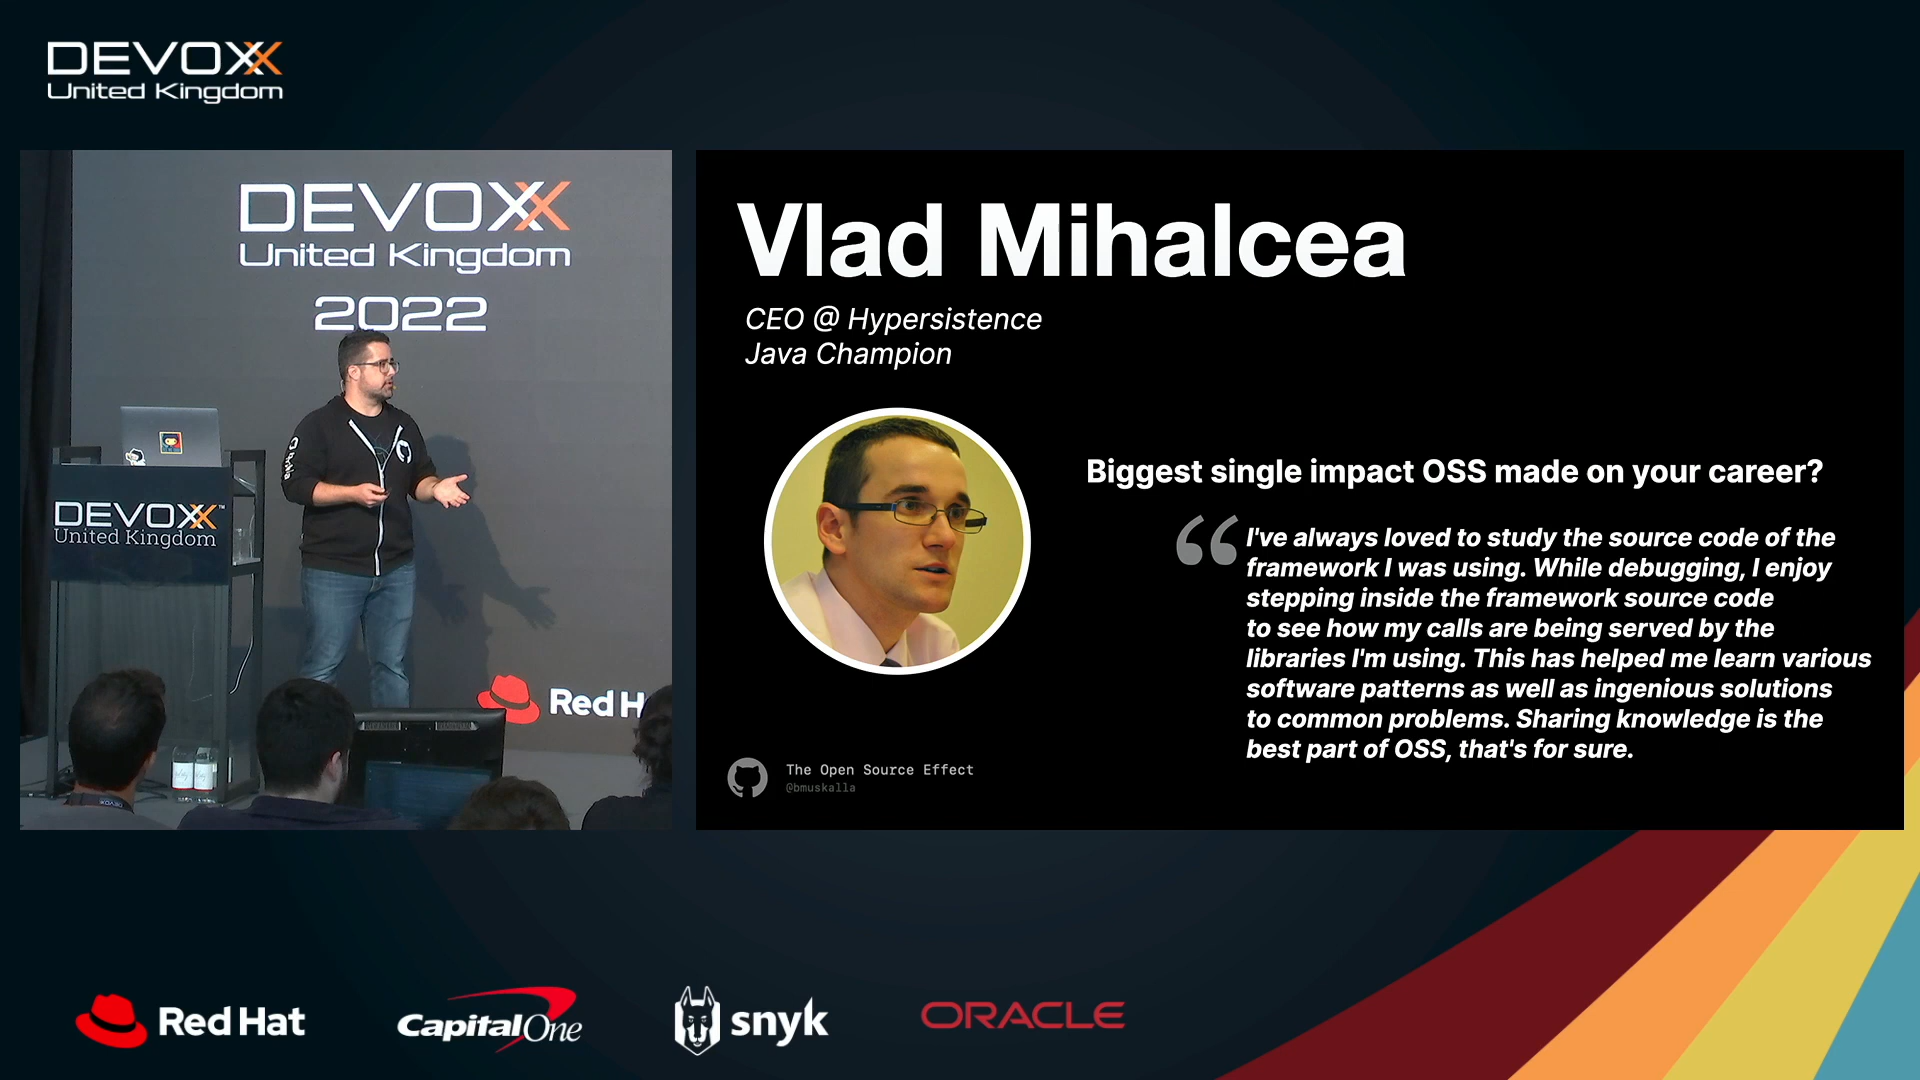 DEVOXX
United Kingdom
DEVOXX
United Kingdom
2022
DEVOXX™
United Kingdom
Red H
Vlad Mihalcea
CEO @ Hypersistence
Java Champion
Biggest single impact OSS made on your career?
“I've always loved to study the source code of the
framework I was using. While debugging, I enjoy
stepping inside the framework source code
to see how my calls are being served by the
libraries I'm using. This has helped me learn various
software patterns as well as ingenious solutions
to common problems. Sharing knowledge is the
best part of OSS, that's for sure.
The Open Source Effect
@bmuskalla
Red Hat
Capital One
snyk
ORACLE